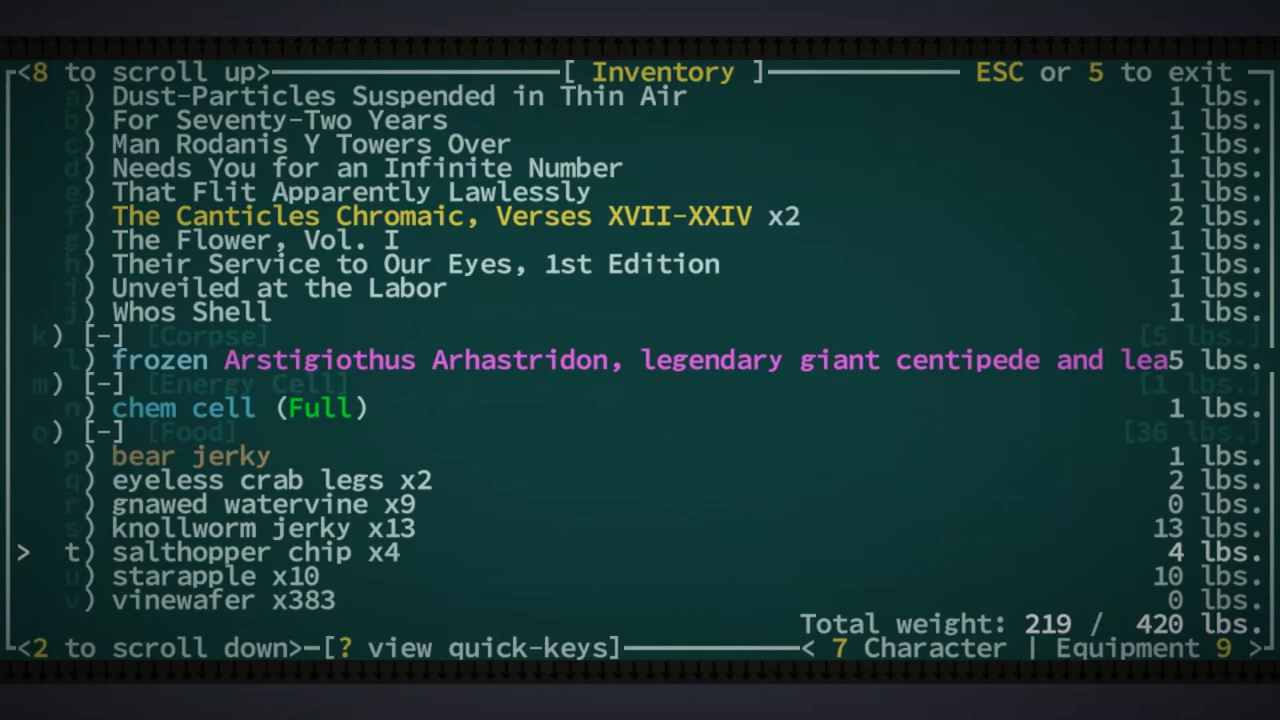 <8 to scroll up> [ Inventory ] ESC or 5 to exit
a) Dust-Particles Suspended in Thin Air 1 lbs.
b) For Seventy-Two Years 1 lbs.
c) Man Rodanis Y Towers Over 1 lbs.
d) Needs You for an Infinite Number 1 lbs.
e) That Flit Apparently Lawlessly 1 lbs.
f) The Canticles Chromaic, Verses XVII-XXIV x2 2 lbs.
g) The Flower, Vol. I 1 lbs.
h) Their Service to Our Eyes, 1st Edition 1 lbs.
i) Unveiled at the Labor 1 lbs.
j) Whos Shell 1 lbs.
k) [-] [Corpse] [5 lbs.]
l) frozen Arstigiothus Arhastridon, legendary giant centipede and lea5 lbs.
m) [-] [Energy Cell] [1 lbs.]
n) chem cell (Full) 1 lbs.
o) [-] [Food] [36 lbs.]
p) bear jerky 1 lbs.
q) eyeless crab legs x2 2 lbs.
r) gnawed watervine x9 0 lbs.
s) knollworm jerky x13 13 lbs.
> t) salthopper chip x4 4 lbs.
u) starapple x10 10 lbs.
v) vinewafer x383 0 lbs.
Total weight: 219 / 420 lbs.
<2 to scroll down> [? view quick-keys] < 7 Character | Equipment 9 >